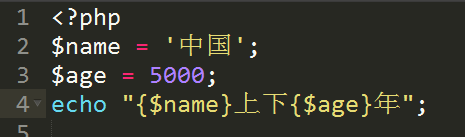 1 <?php
2 $name = '中国';
3 $age = 5000;
4 echo "{$name}上下{$age}年";
5